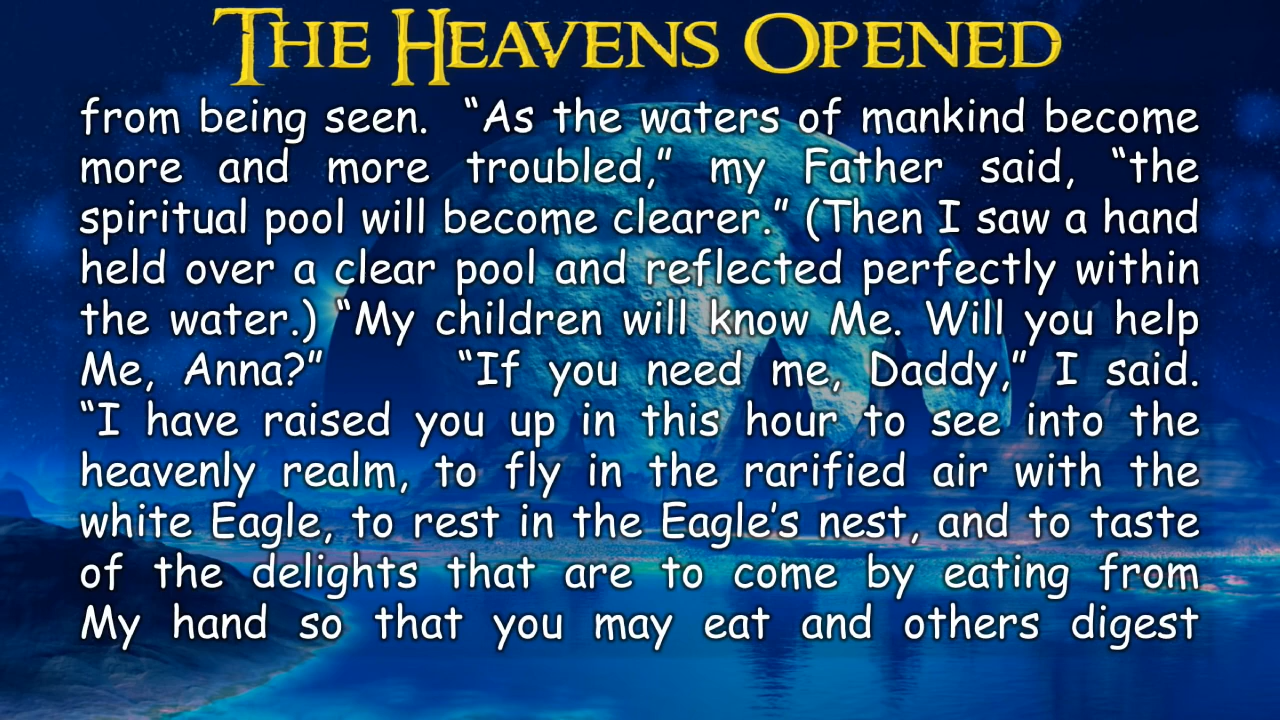 THE HEAVENS OPENED
from being seen. “As the waters of mankind become
more and more troubled,” my Father said, “the
spiritual pool will become clearer.” (Then I saw a hand
held over a clear pool and reflected perfectly within
the water.) “My children will know Me. Will you help
Me, Anna?” “If you need me, Daddy,” I said.
“I have raised you up in this hour to see into the
heavenly realm, to fly in the rarified air with the
white Eagle, to rest in the Eagle’s nest, and to taste
of the delights that are to come by eating from
My hand so that you may eat and others digest